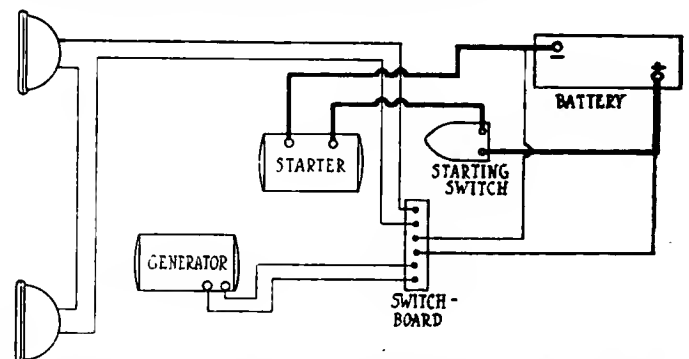 BATTERY
STARTER
STARTING
SWITCH
GENERATOR
SWITCH-
BOARD